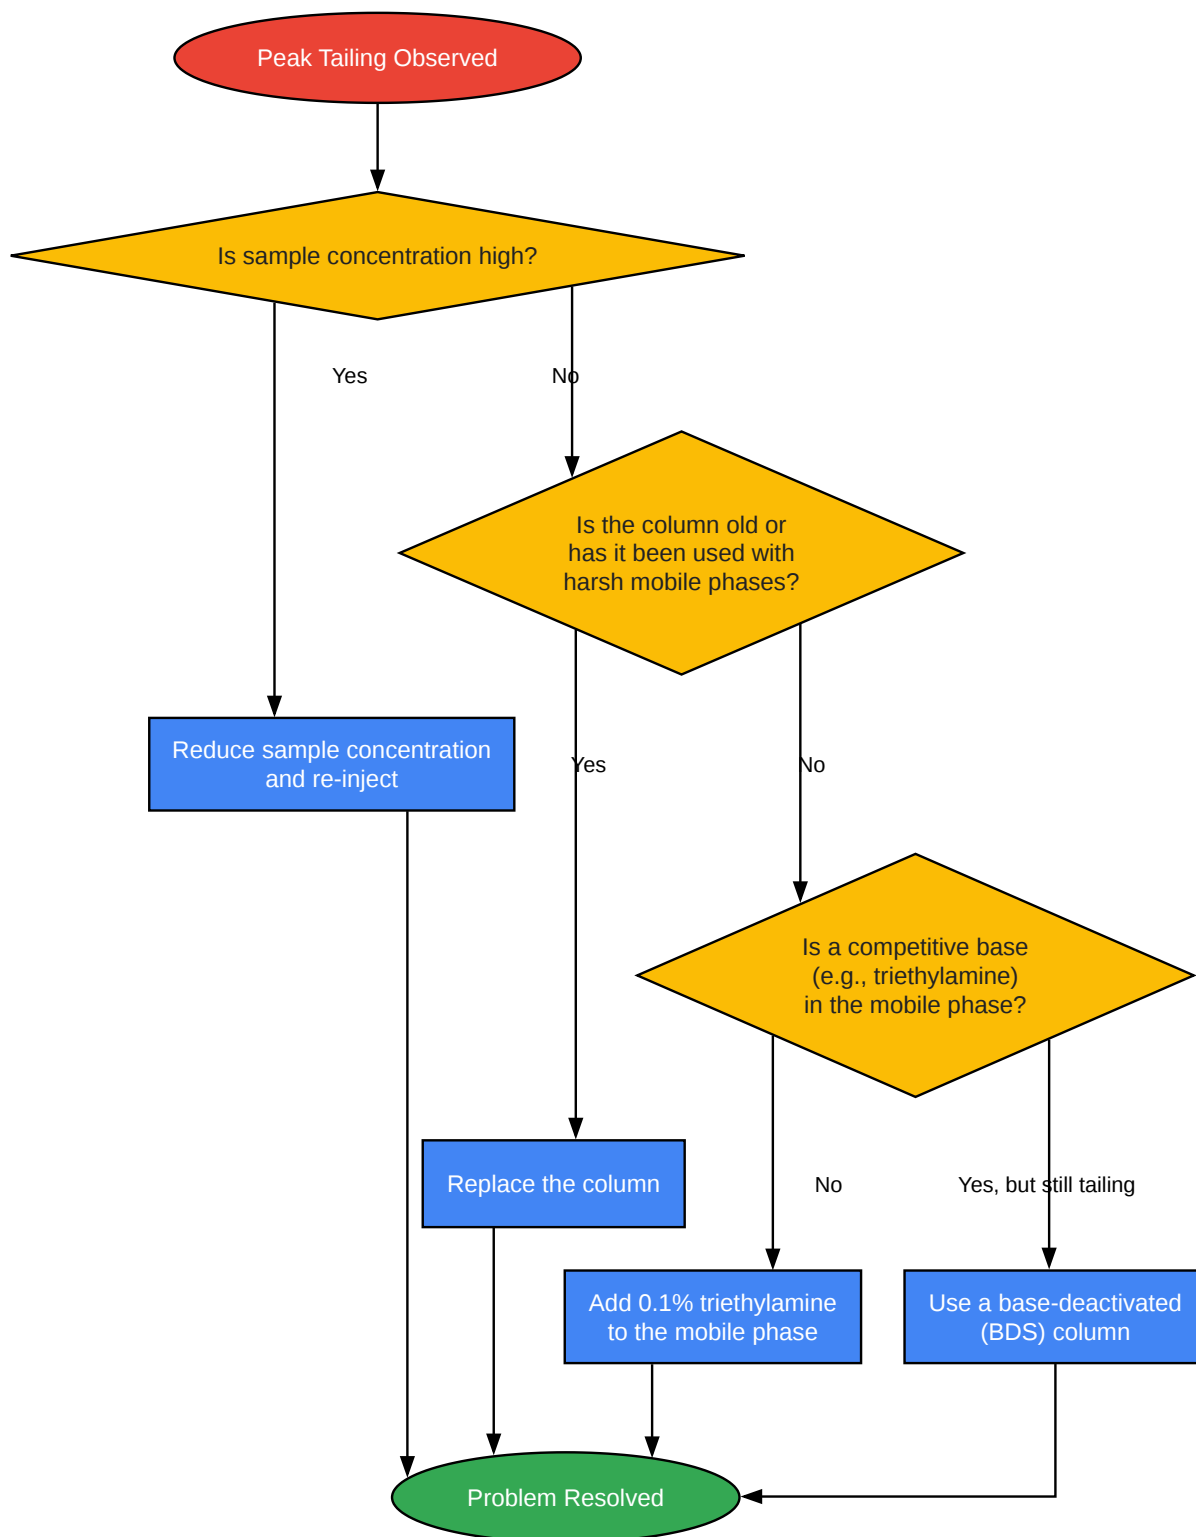 Peak Tailing Observed
Is sample concentration high?
Yes
No
Is the column old or
has it been used with
harsh mobile phases?
Reduce sample concentration
and re-inject
Yes
No
Is a competitive base
(e.g., triethylamine)
in the mobile phase?
Replace the column
No
Yes, but still tailing
Add 0.1% triethylamine
to the mobile phase
Use a base-deactivated
(BDS) column
Problem Resolved